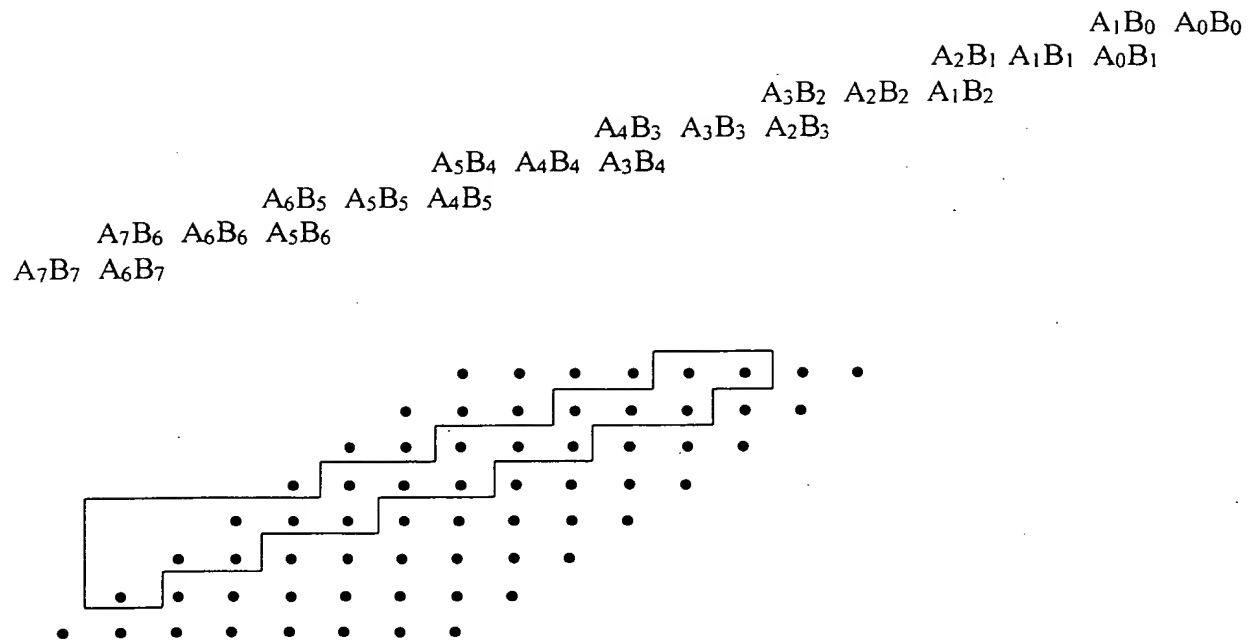 A₁B₀ A₀B₀
A₂B₁ A₁B₁ A₀B₁
A₃B₂ A₂B₂ A₁B₂
A₄B₃ A₃B₃ A₂B₃
A₅B₄ A₄B₄ A₃B₄
A₆B₅ A₅B₅ A₄B₅
A₇B₆ A₆B₆ A₅B₆
A₇B₇ A₆B₇